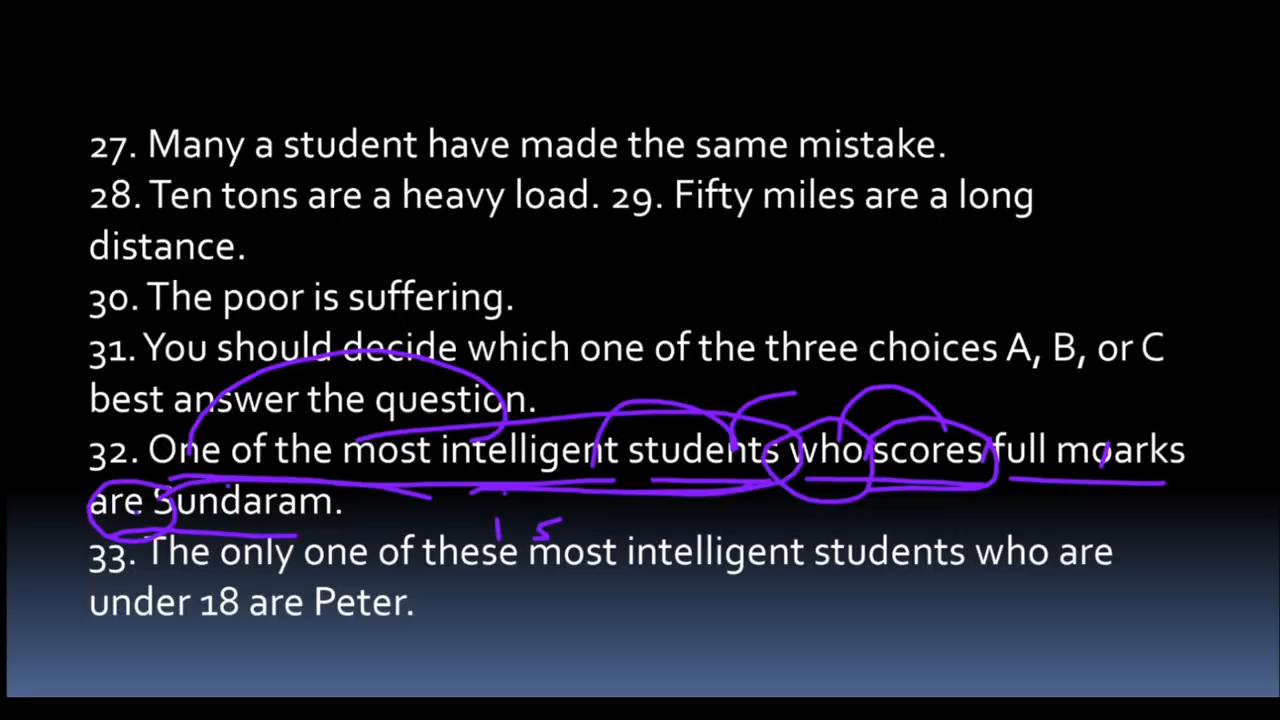 27. Many a student have made the same mistake.
28. Ten tons are a heavy load. 29. Fifty miles are a long
distance.
30. The poor is suffering.
31. You should decide which one of the three choices A, B, or C
best answer the question.
32. One of the most intelligent students who scores full moarks
are Sundaram.
1 5
33. The only one of these most intelligent students who are
under 18 are Peter.